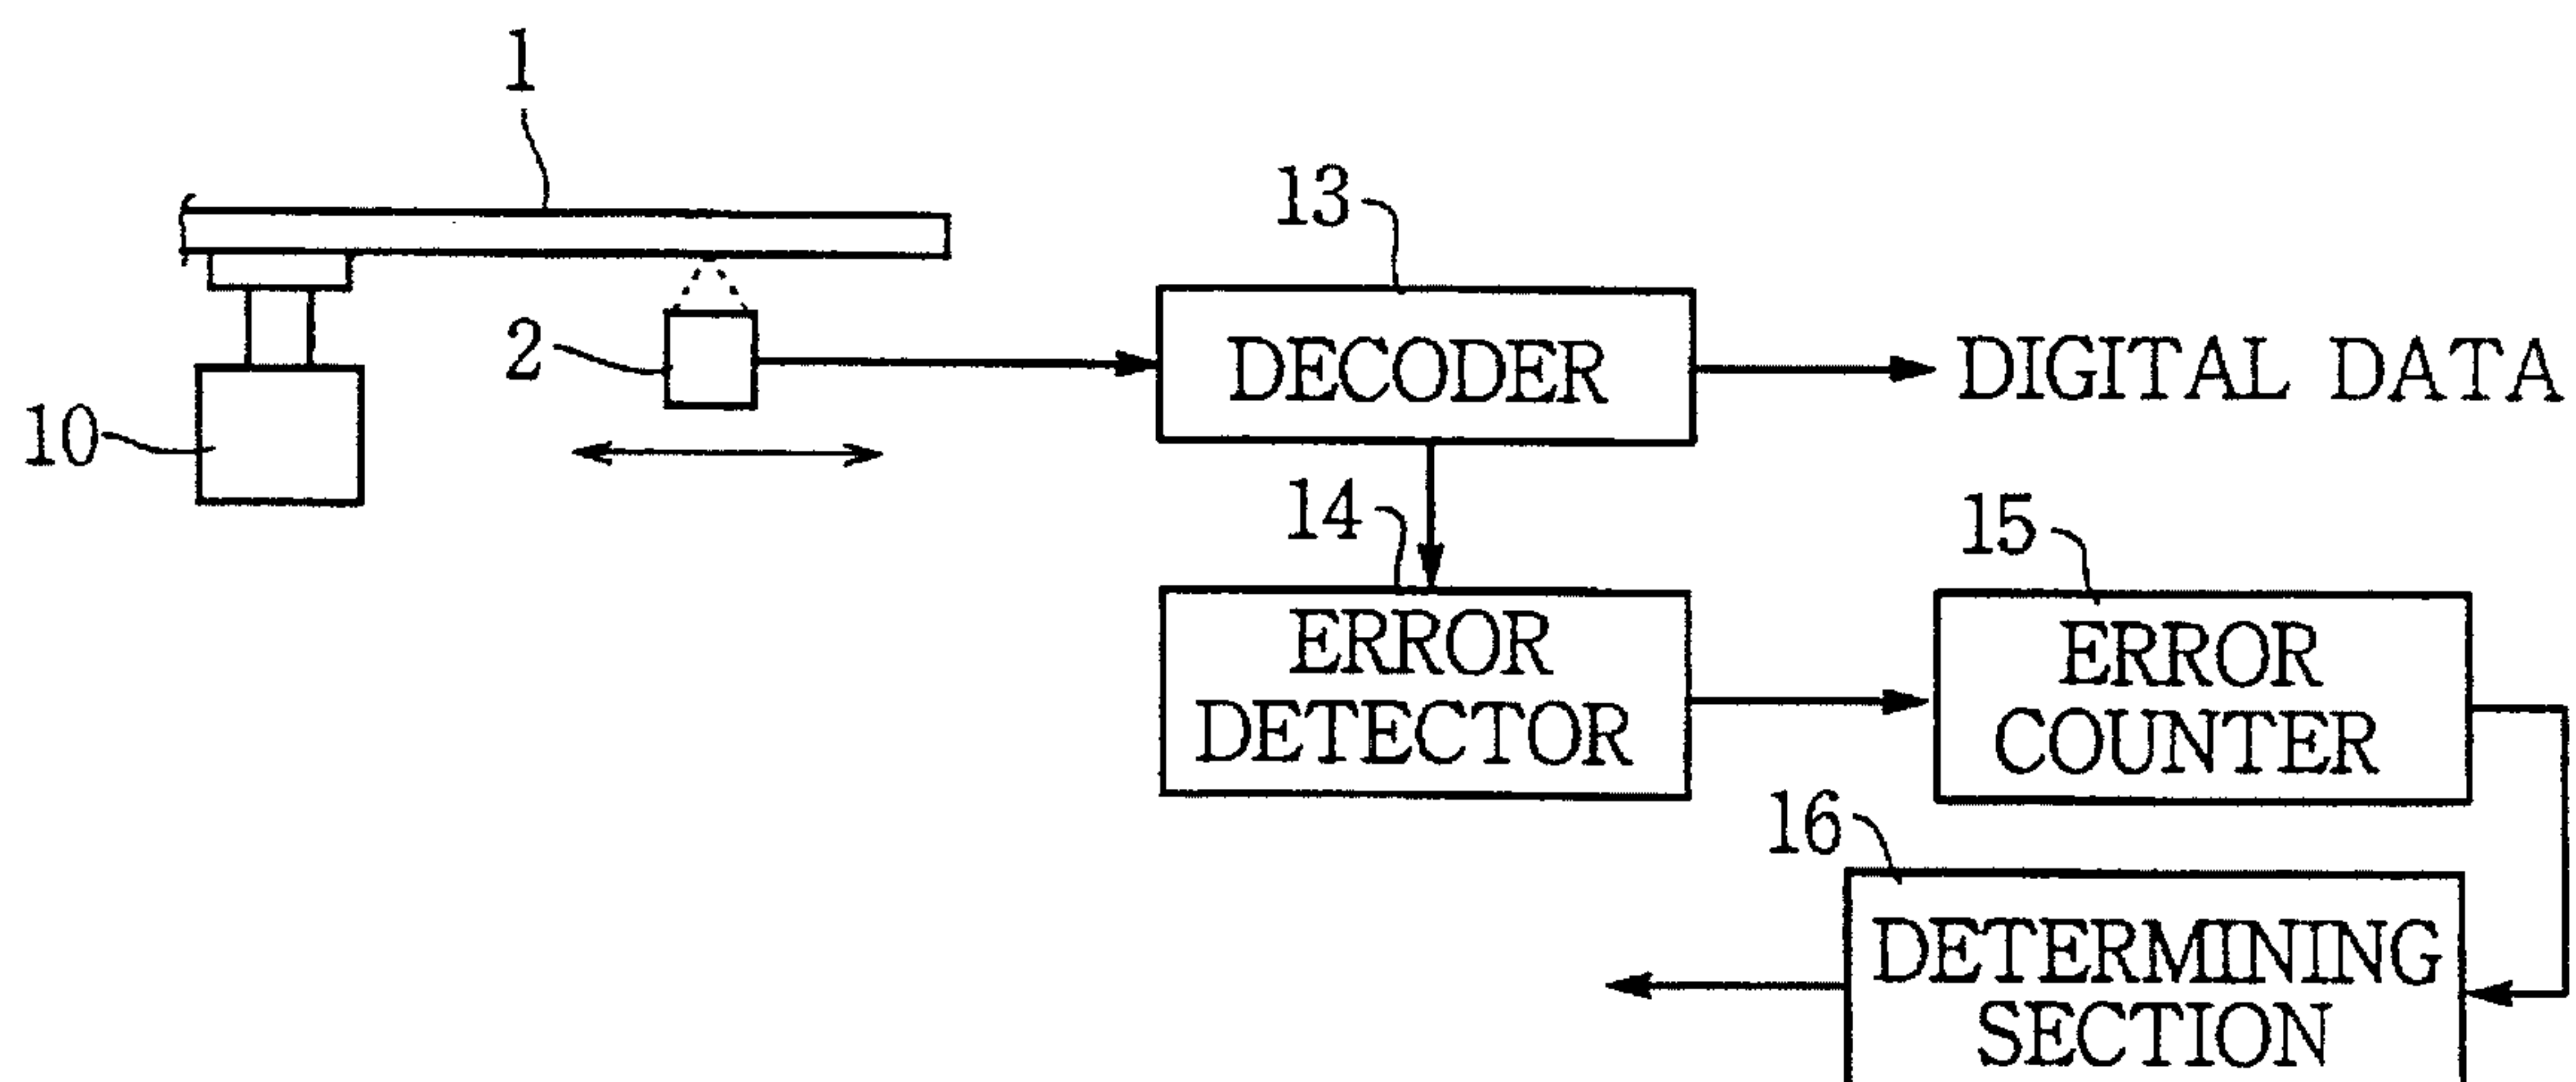 1
13
2
DECODER
DIGITAL DATA
10
14
15
ERROR
DETECTOR
ERROR
COUNTER
16
DETERMINING
SECTION